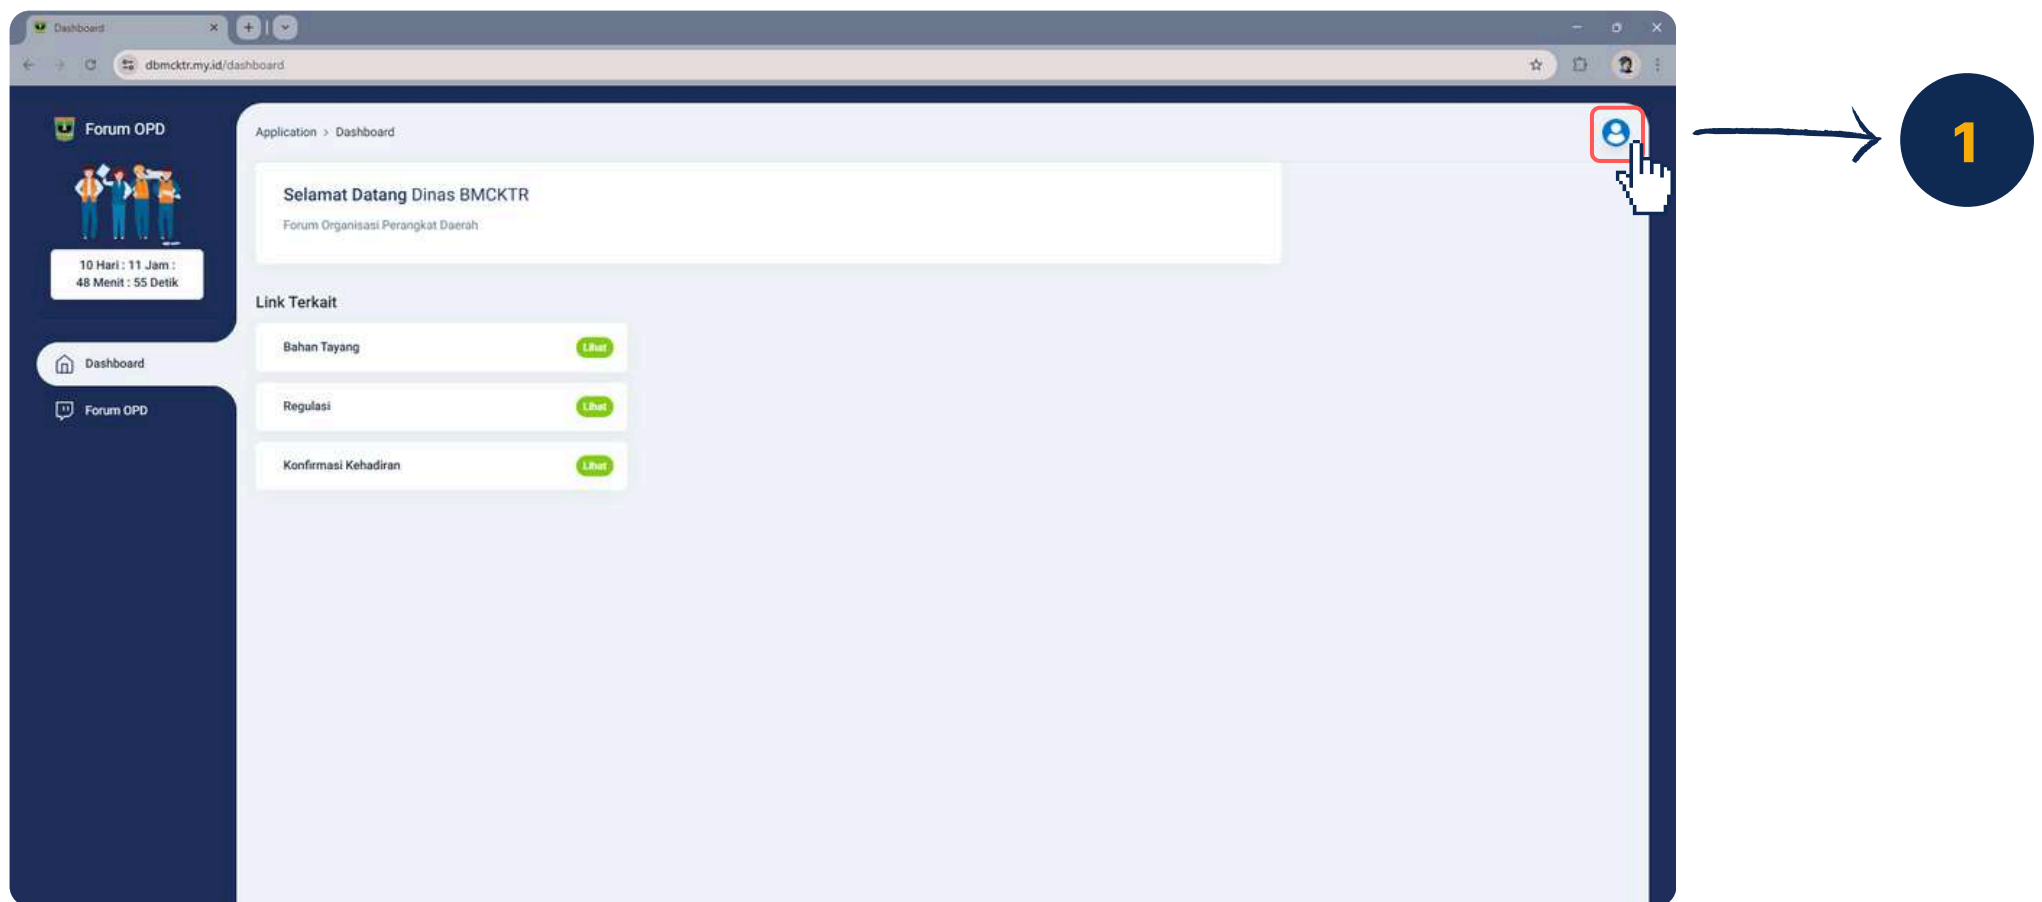 Dashboard
dbmcktr.my.id/dashboard
Forum OPD
Application > Dashboard
1
Selamat Datang Dinas BMCKTR
Forum Organisasi Perangkat Daerah
10 Hari : 11 Jam :
48 Menit : 55 Detik
Link Terkait
Bahan Tayang
Lihat
Dashboard
Regulasi
Lihat
Forum OPD
Konfirmasi Kehadiran
Lihat